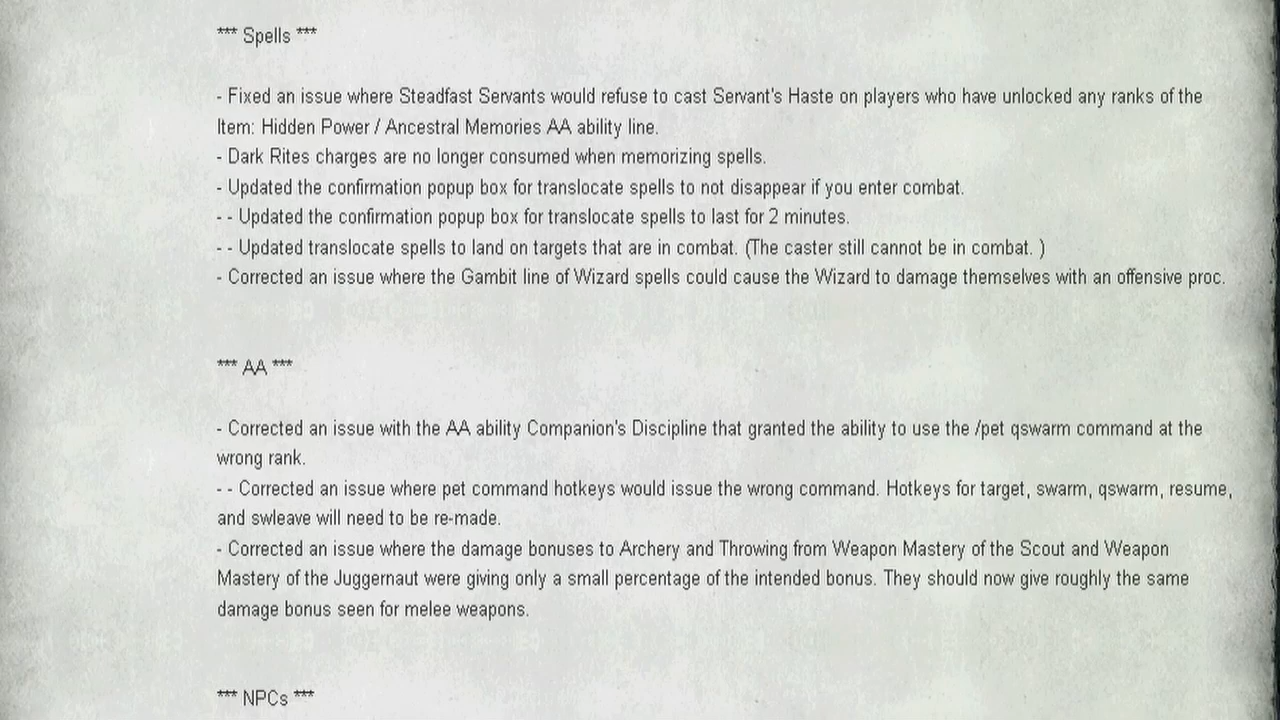 *** Spells ***
- Fixed an issue where Steadfast Servants would refuse to cast Servant's Haste on players who have unlocked any ranks of the
Item: Hidden Power / Ancestral Memories AA ability line.
- Dark Rites charges are no longer consumed when memorizing spells.
- Updated the confirmation popup box for translocate spells to not disappear if you enter combat.
- - Updated the confirmation popup box for translocate spells to last for 2 minutes.
- - Updated translocate spells to land on targets that are in combat. (The caster still cannot be in combat. )
- Corrected an issue where the Gambit line of Wizard spells could cause the Wizard to damage themselves with an offensive proc.
*** AA ***
- Corrected an issue with the AA ability Companion's Discipline that granted the ability to use the /pet qswarm command at the
wrong rank.
- - Corrected an issue where pet command hotkeys would issue the wrong command. Hotkeys for target, swarm, qswarm, resume,
and swleave will need to be re-made.
- Corrected an issue where the damage bonuses to Archery and Throwing from Weapon Mastery of the Scout and Weapon
Mastery of the Juggernaut were giving only a small percentage of the intended bonus. They should now give roughly the same
damage bonus seen for melee weapons.
*** NPCs ***